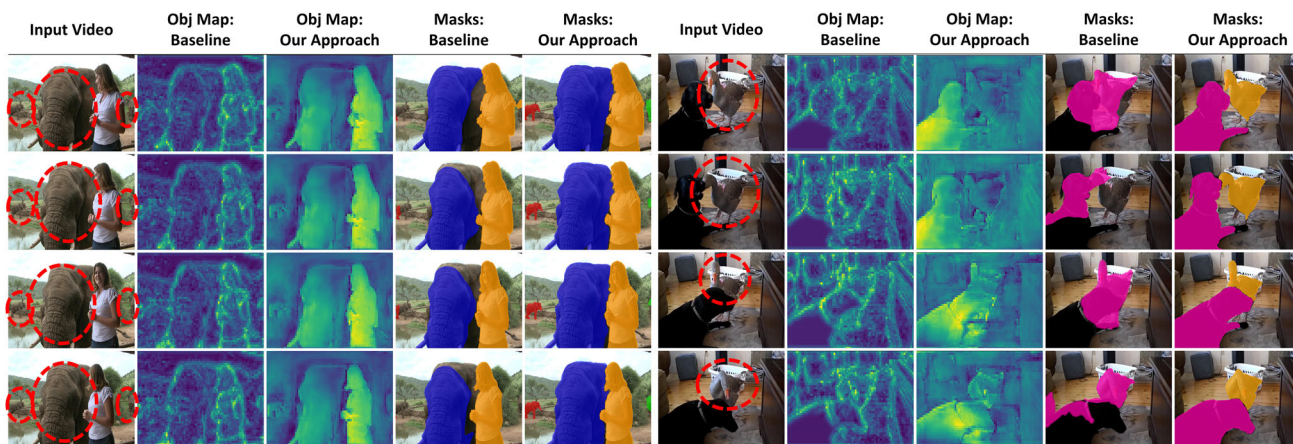 Input Video
Obj Map:
Baseline
Obj Map:
Our Approach
Masks:
Baseline
Masks:
Our Approach
Input Video
Obj Map:
Baseline
Obj Map:
Our Approach
Masks:
Baseline
Masks:
Our Approach